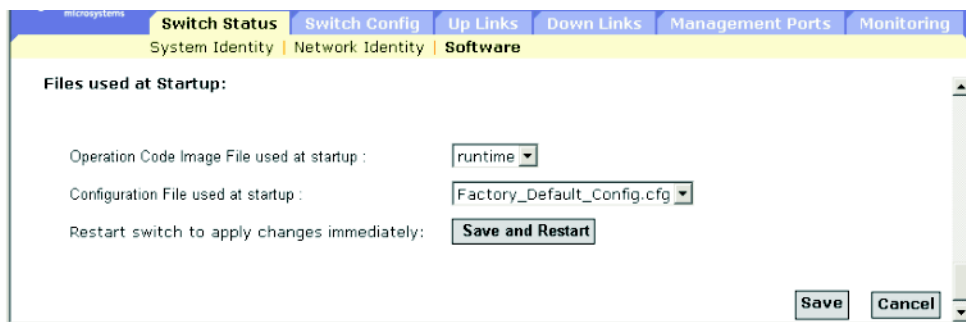 microsystems
Switch Status Switch Config Up Links Down Links Management Ports Monitoring
System Identity | Network Identity | Software
Files used at Startup:
Operation Code Image File used at startup : runtime
Configuration File used at startup : Factory_Default_Config.cfg
Restart switch to apply changes immediately: Save and Restart
Save Cancel